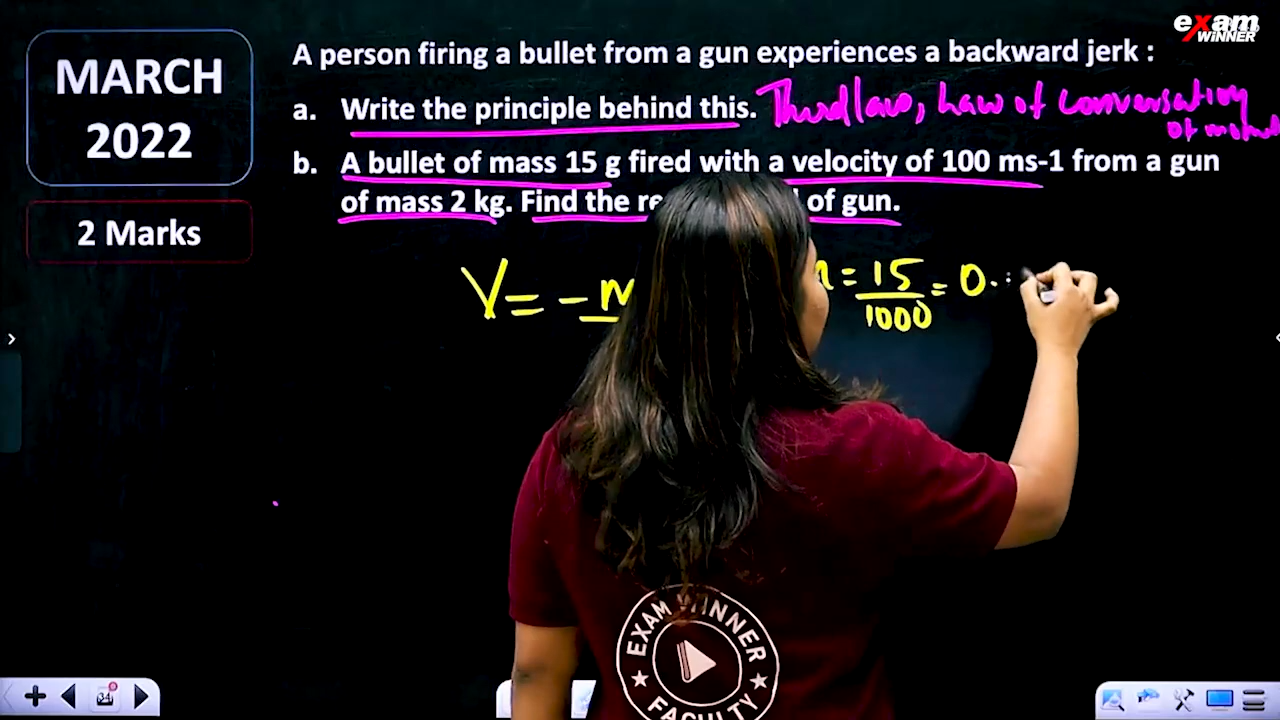 exam
WiNNER
MARCH
2022
2 Marks
A person firing a bullet from a gun experiences a backward jerk :
a. Write the principle behind this. Third law, Law of conversation
b. A bullet of mass 15 g fired with a velocity of 100 ms-1 from a gun
of mass 2 kg. Find the of gun.
V = -
= 15/1000 = 0.
34
EXAM WINNER
FACULTY